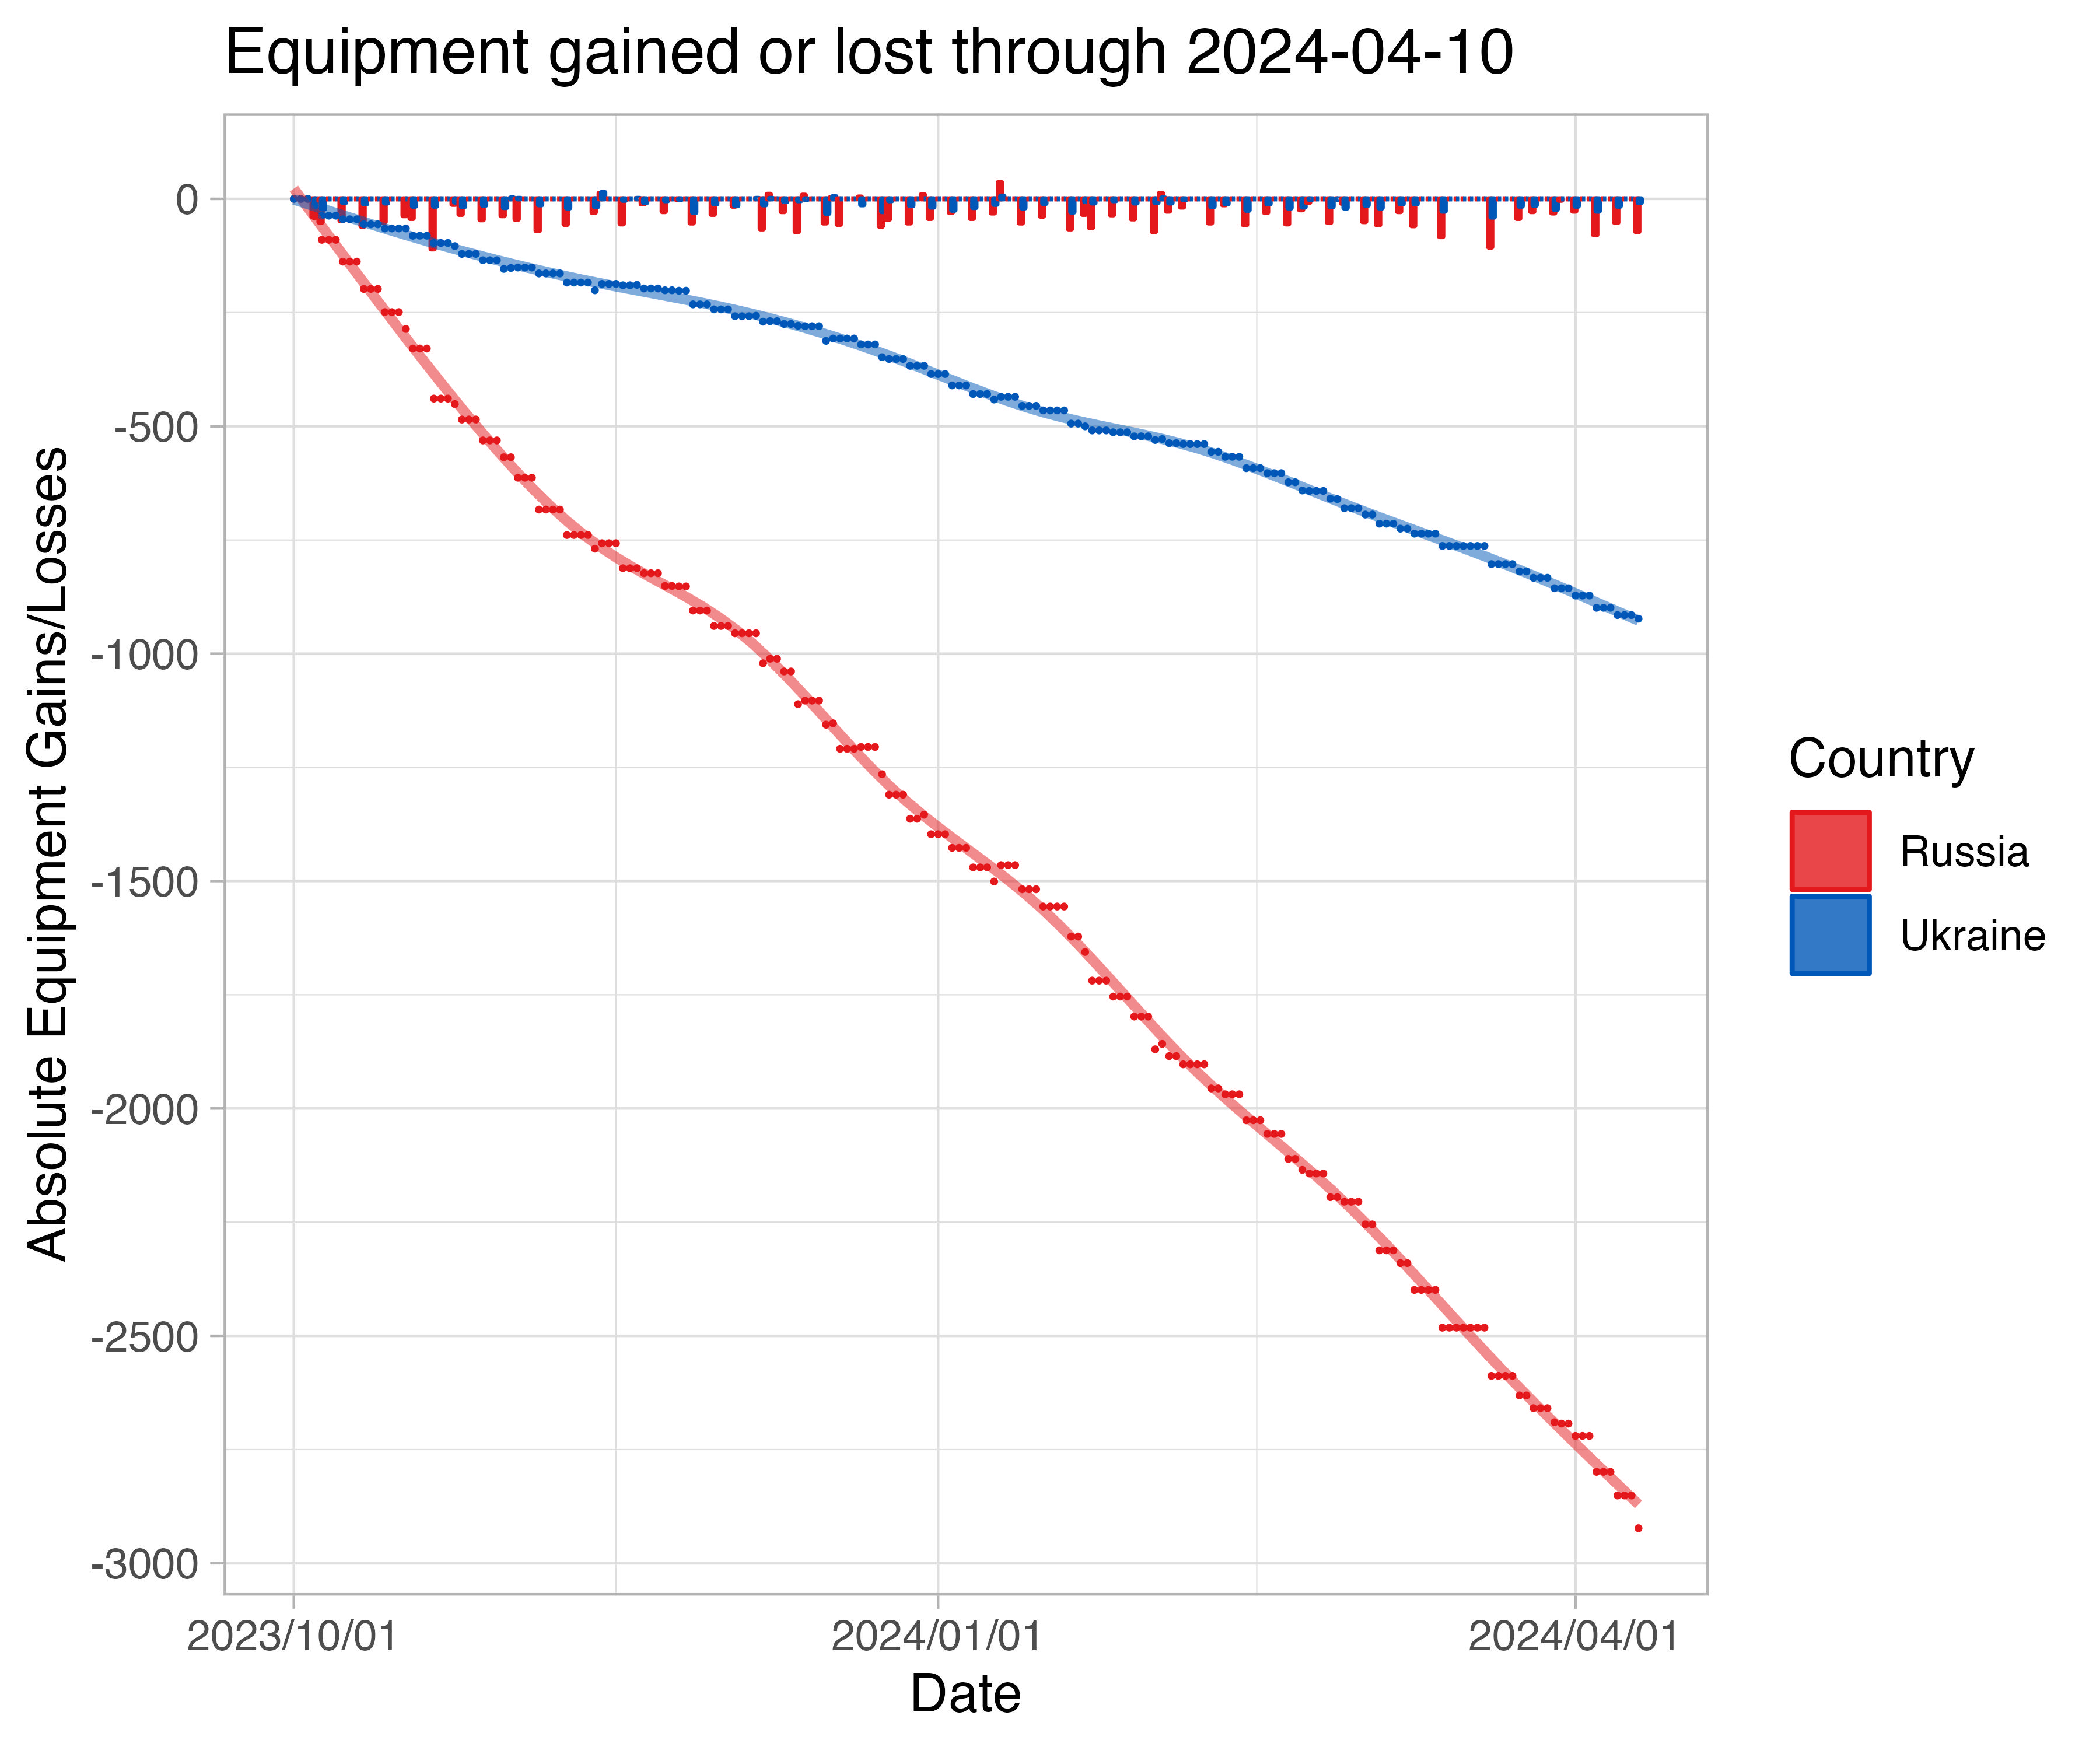 Equipment gained or lost through 2024-04-10
Absolute Equipment Gains/Losses
0
-500
-1000
-1500
-2000
-2500
-3000
2023/10/01
2024/01/01
2024/04/01
Date
Country
Russia
Ukraine